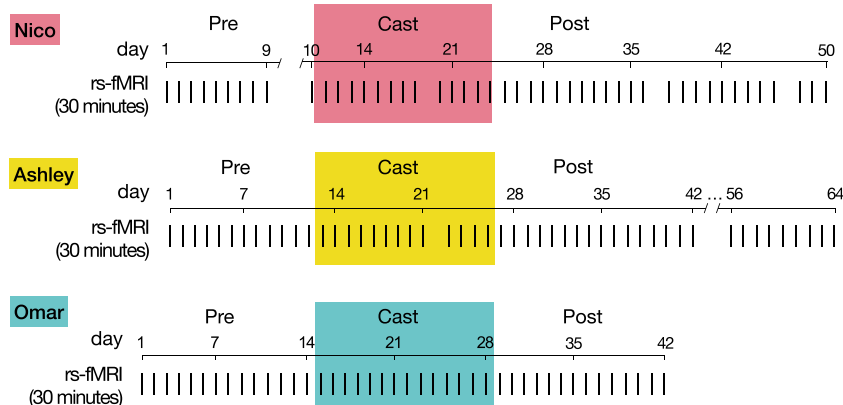 Nico
Pre Cast Post
day 1 9 10 14 21 28 35 42 50
rs-fMRI
(30 minutes)
Ashley
Pre Cast Post
day 1 7 14 21 28 35 42 ... 56 64
rs-fMRI
(30 minutes)
Omar
Pre Cast Post
day 1 7 14 21 28 35 42
rs-fMRI
(30 minutes)